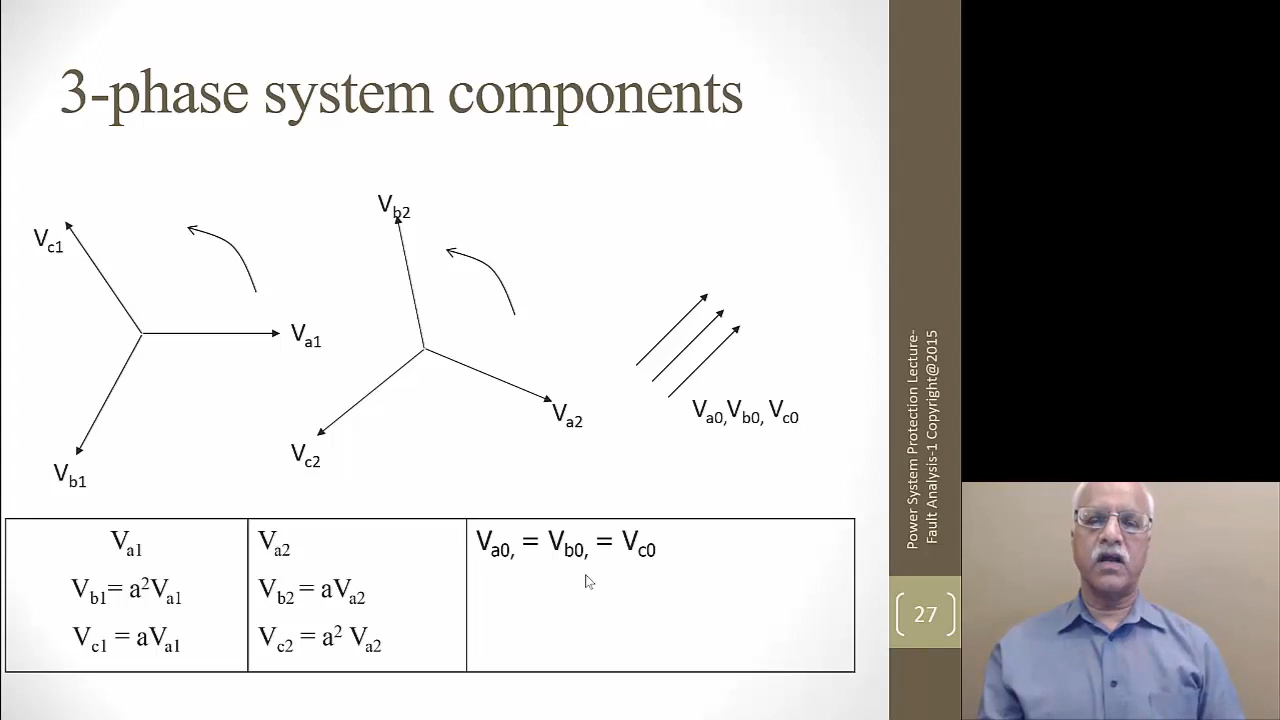 3-phase system components
V_c1
V_a1
V_b1
V_b2
V_a2
V_c2
V_a0, V_b0, V_c0
V_a1
V_b1= a²V_a1
V_c1 = aV_a1
V_a2
V_b2 = aV_a2
V_c2 = a² V_a2
V_a0, = V_b0, = V_c0
Power System Protection Lecture-
Fault Analysis-1 Copyright@2015
27